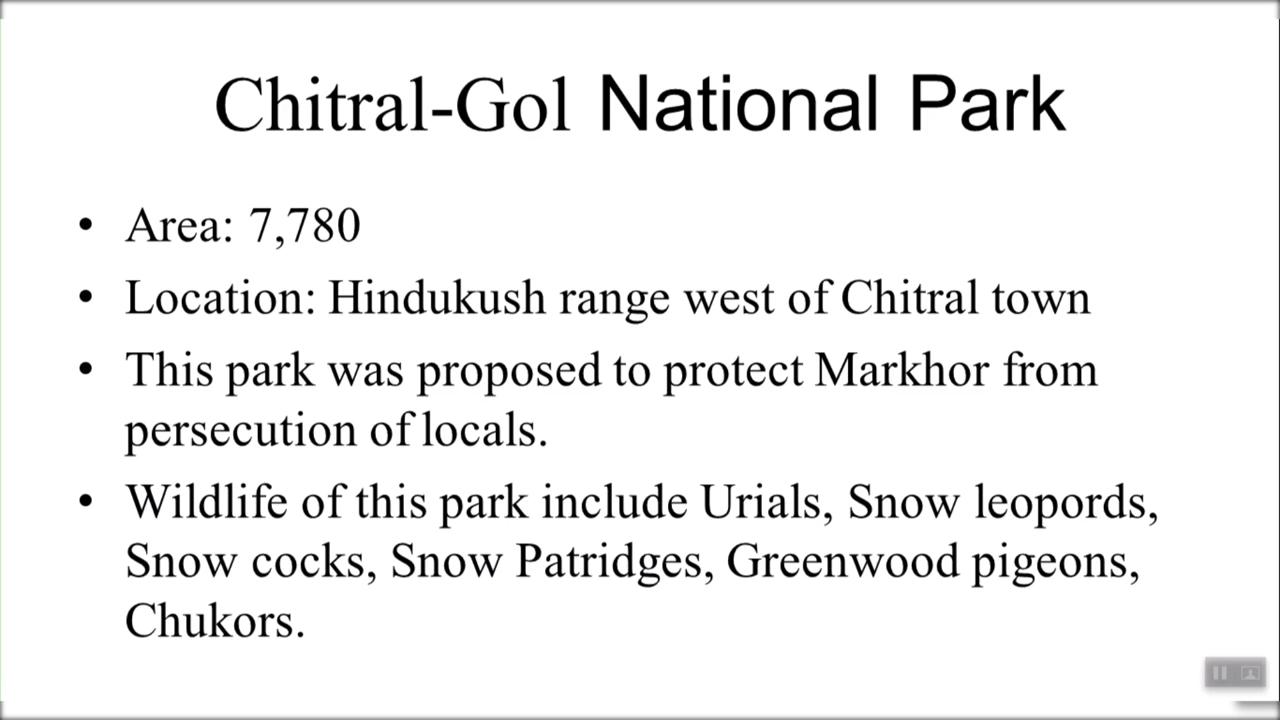 Chitral-Gol National Park
• Area: 7,780
• Location: Hindukush range west of Chitral town
• This park was proposed to protect Markhor from
persecution of locals.
• Wildlife of this park include Urials, Snow leopords,
Snow cocks, Snow Patridges, Greenwood pigeons,
Chukors.